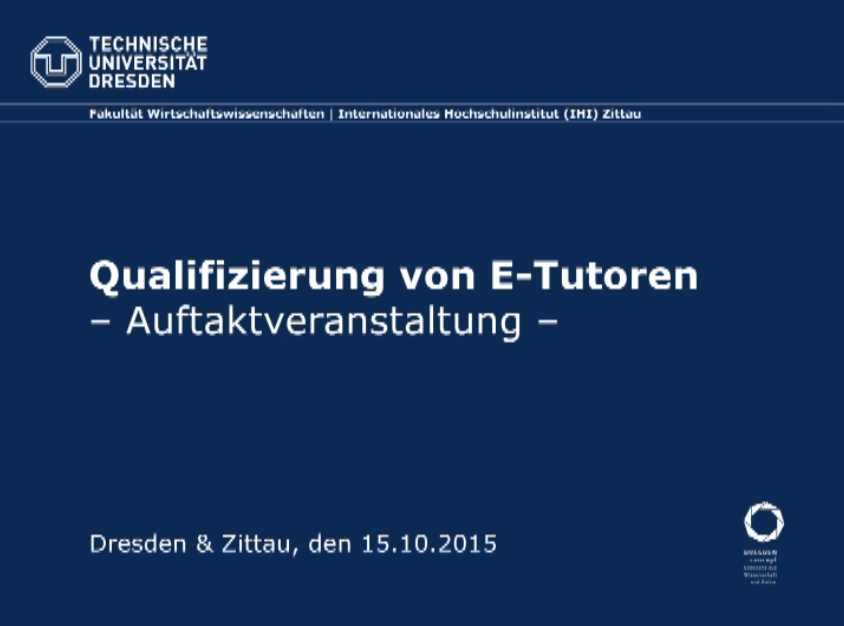 TECHNISCHE
UNIVERSITÄT
DRESDEN
Fakultät Wirtschaftswissenschaften | Internationales Hochschulinstitut (IHI) Zittau
Qualifizierung von E-Tutoren
– Auftaktveranstaltung –
Dresden & Zittau, den 15.10.2015
DRESDEN
concept